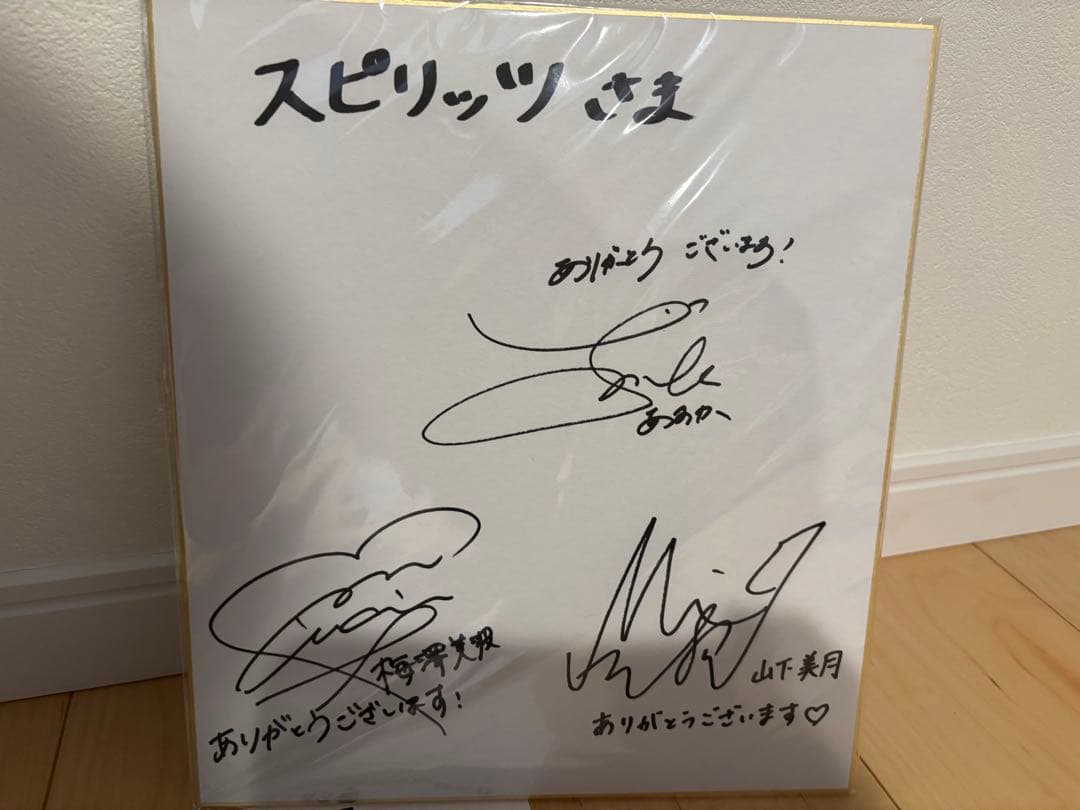 スピリッツ さま
ありがとう ございます!
あすか
梅澤美波
ありがとうございます!
山下美月
ありがとうございます♡